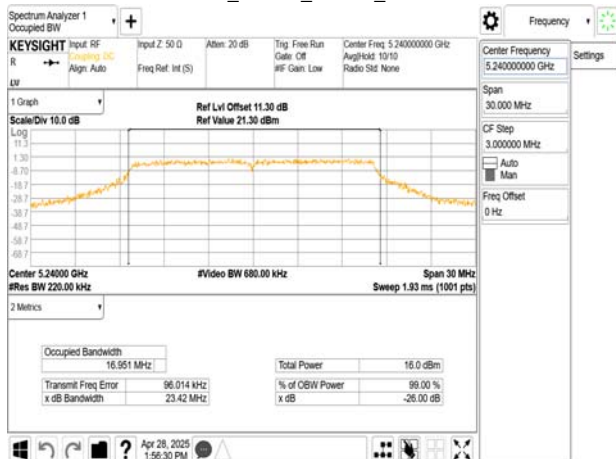 Spectrum Analyzer 1
Occupied BW
+
Frequency
KEYSIGHT
R
Input: RF
Coupling: DC
Align: Auto
Input Z: 50 Ω
Freq Ref: Int (S)
Atten: 20 dB
Trig: Free Run
Gate: Off
#IF Gain: Low
Center Freq: 5.240000000 GHz
Avg|Hold: 10/10
Radio Std: None
Center Frequency
5.240000000 GHz
Settings
Span
30.000 MHz
CF Step
3.000000 MHz
Auto
Man
Freq Offset
0 Hz
1 Graph
Scale/Div 10.0 dB
Ref Lvl Offset 11.30 dB
Ref Value 21.30 dBm
Log
11.3
1.30
-8.70
-18.7
-28.7
-38.7
-48.7
-58.7
-68.7
Center 5.24000 GHz
#Res BW 220.00 kHz
#Video BW 680.00 kHz
Span 30 MHz
Sweep 1.93 ms (1001 pts)
2 Metrics
Occupied Bandwidth
16.951 MHz
Total Power 16.0 dBm
Transmit Freq Error 96.014 kHz
% of OBW Power 99.00 %
x dB Bandwidth 23.42 MHz
x dB -26.00 dB
?
Apr 28, 2025
1:56:30 PM